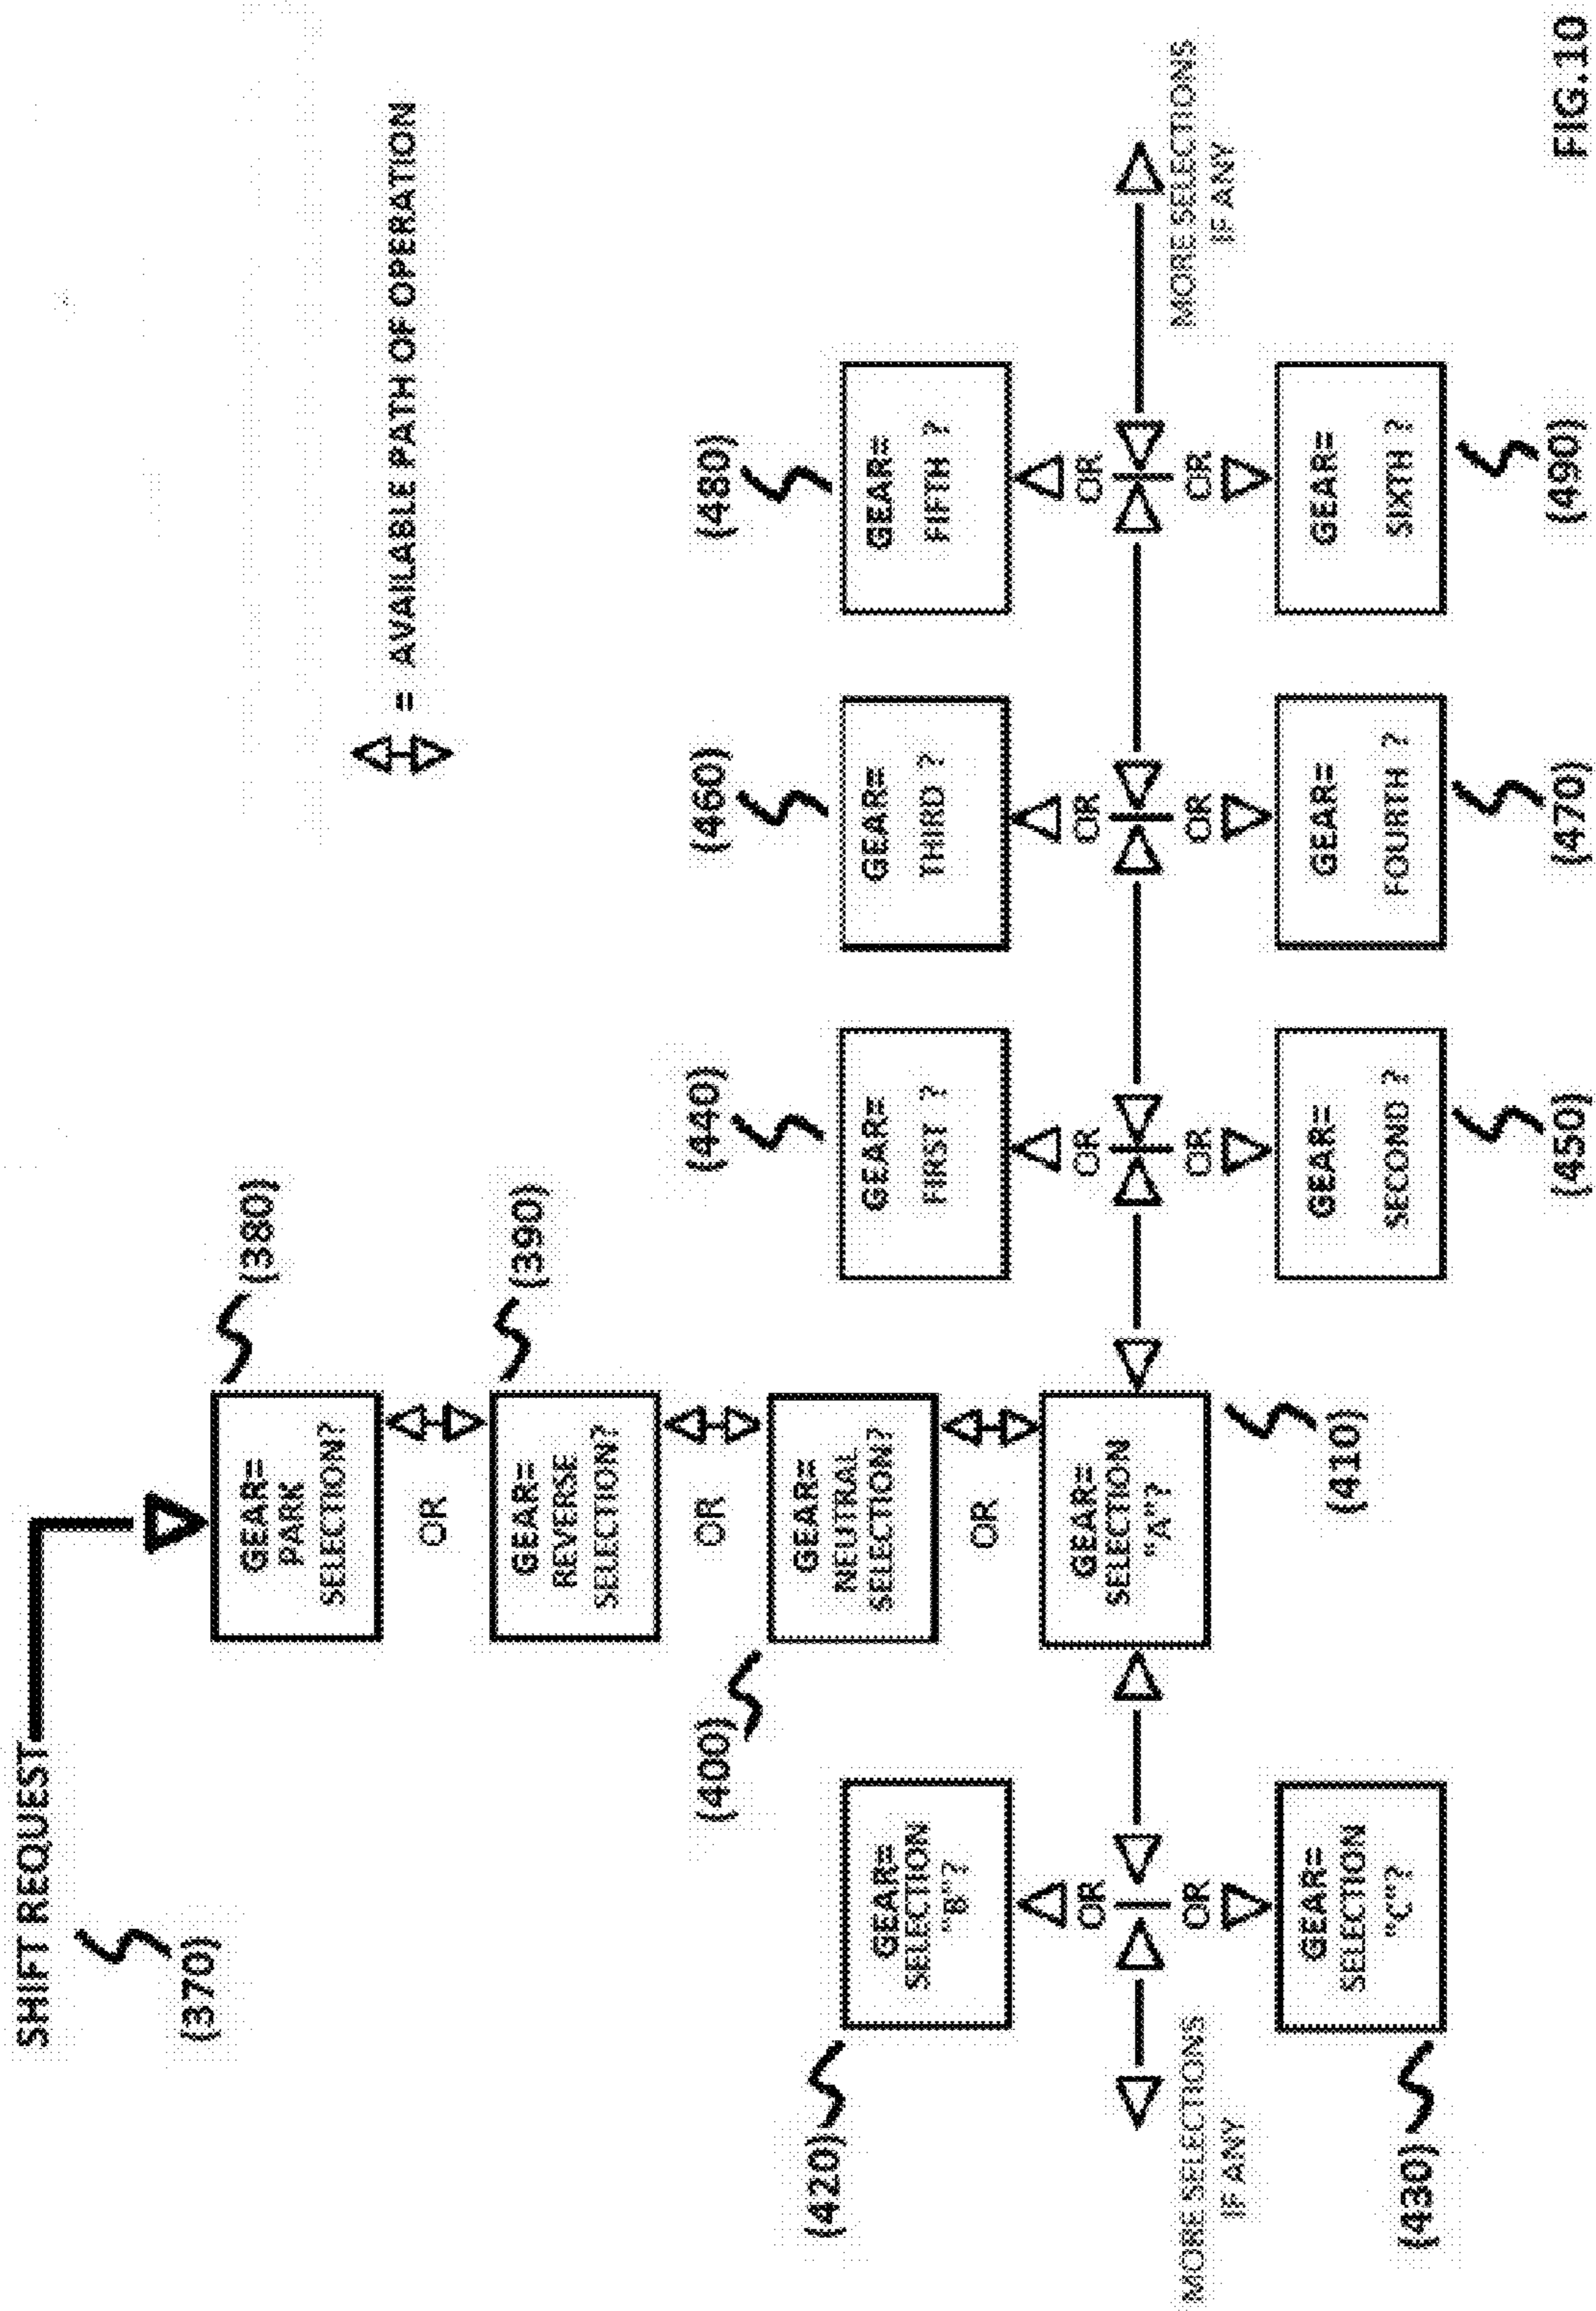 SHIFT REQUEST
(370)
= AVAILABLE PATH OF OPERATION
GEAR=
PARK
SELECTION?
(380)
OR
GEAR=
REVERSE
SELECTION?
(390)
OR
(400)
GEAR=
NEUTRAL
SELECTION?
OR
GEAR=
SELECTION
"A"?
(410)
(420)
GEAR=
SELECTION
"B"?
OR
OR
GEAR=
SELECTION
"C"?
(430)
MORE SELECTIONS
IF ANY
(440)
GEAR=
FIRST ?
OR
OR
GEAR=
SECOND ?
(450)
(460)
GEAR=
THIRD ?
OR
OR
GEAR=
FOURTH ?
(470)
(480)
GEAR=
FIFTH ?
OR
OR
GEAR=
SIXTH ?
(490)
MORE SELECTIONS
IF ANY
FIG.10